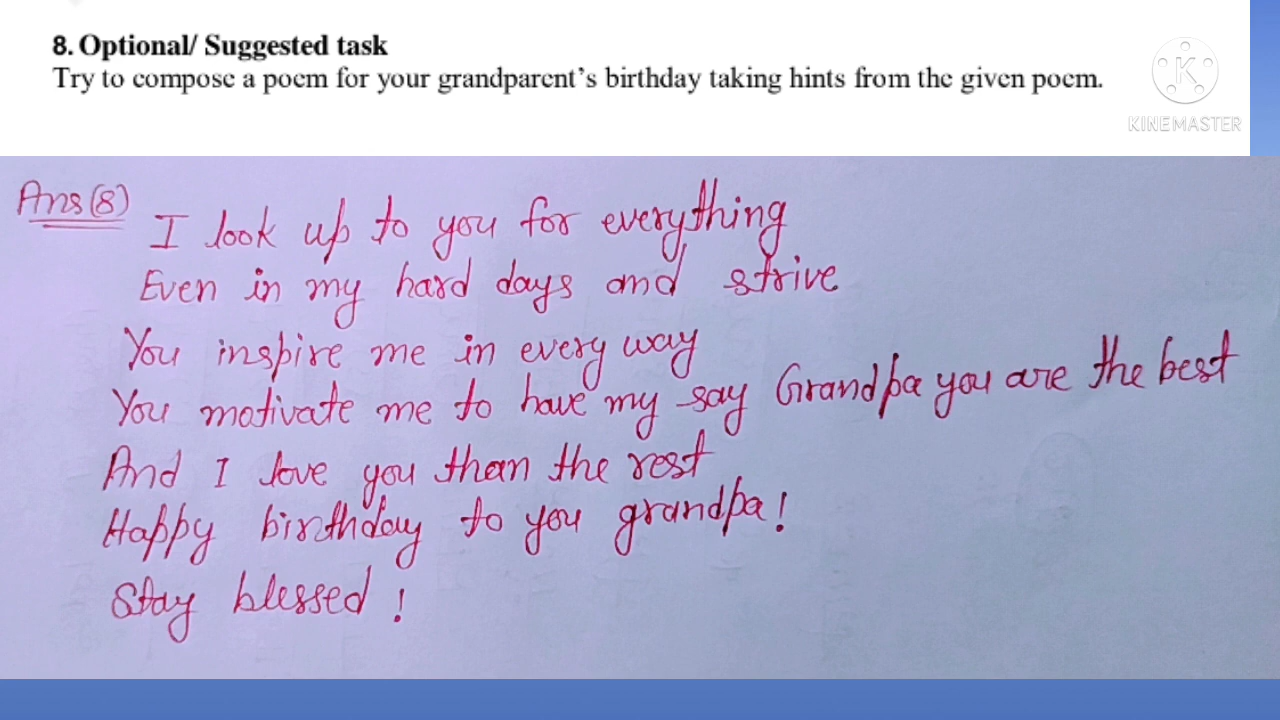 8. Optional/ Suggested task
Try to compose a poem for your grandparent's birthday taking hints from the given poem.
KINEMASTER
Ans (8)
I look up to you for everything
Even in my hard days and strive
You inspire me in every way
You motivate me to have my say Grandpa you are the best
And I love you than the rest
Happy birthday to you grandpa!
Stay blessed!